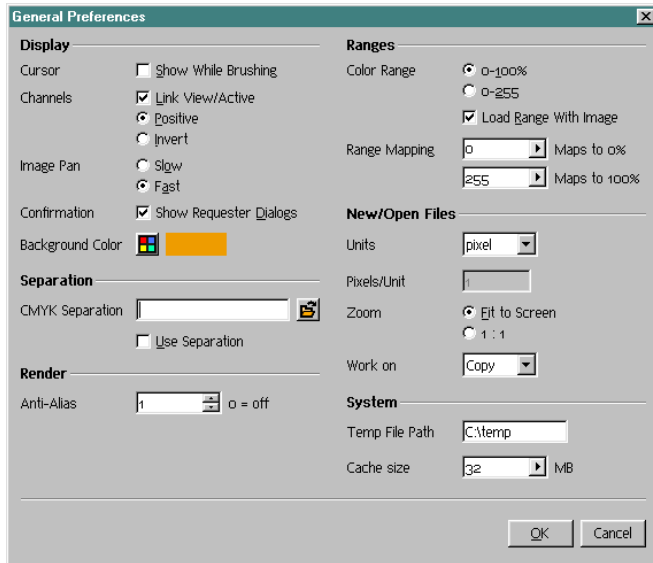 General Preferences
Display
Cursor
Show While Brushing
Channels
Link View/Active
Positive
Invert
Image Pan
Slow
Fast
Confirmation
Show Requester Dialogs
Background Color
Separation
CMYK Separation
Use Separation
Render
Anti-Alias
1
0 = off
Ranges
Color Range
0-100%
0-255
Load Range With Image
Range Mapping
0
Maps to 0%
255
Maps to 100%
New/Open Files
Units
pixel
Pixels/Unit
1
Zoom
Fit to Screen
1 : 1
Work on
Copy
System
Temp File Path
C:\temp
Cache size
32
MB
OK
Cancel